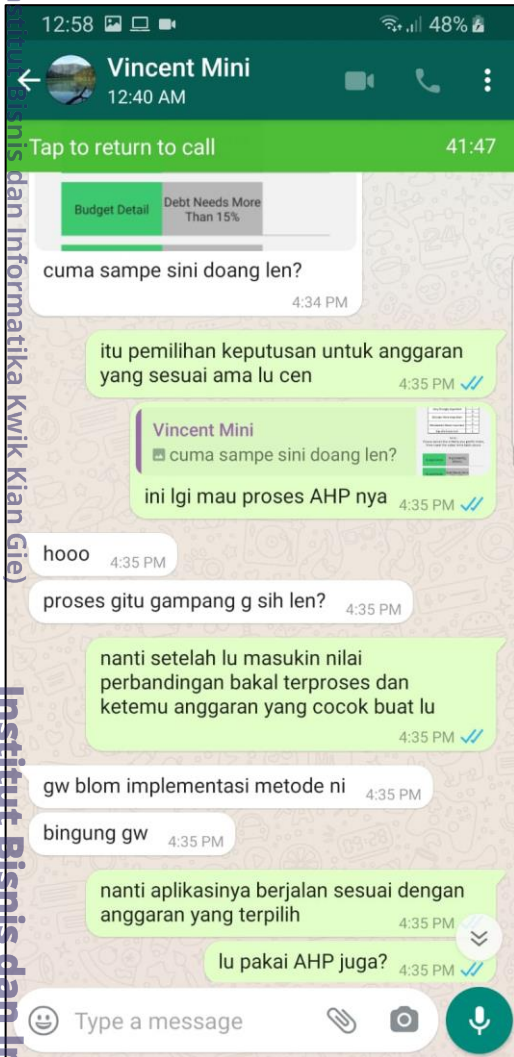 12:58
48%
Vincent Mini
12:40 AM
Tap to return to call 41:47
Budget Detail
Debt Needs More
Than 15%
cuma sampe sini doang len?
4:34 PM
itu pemilihan keputusan untuk anggaran
yang sesuai ama lu cen
4:35 PM
Vincent Mini
cuma sampe sini doang len?
ini lgi mau proses AHP nya 4:35 PM
hooo 4:35 PM
proses gitu gampang g sih len? 4:35 PM
nanti setelah lu masukin nilai
perbandingan bakal terproses dan
ketemu anggaran yang cocok buat lu
4:35 PM
gw blom implementasi metode ni 4:35 PM
bingung gw 4:35 PM
nanti aplikasinya berjalan sesuai dengan
anggaran yang terpilih 4:35 PM
lu pakai AHP juga? 4:35 PM
Type a message
stitut Bisnis dan Informatika Kwik Kian Gie)
Institut Bisnis dan In